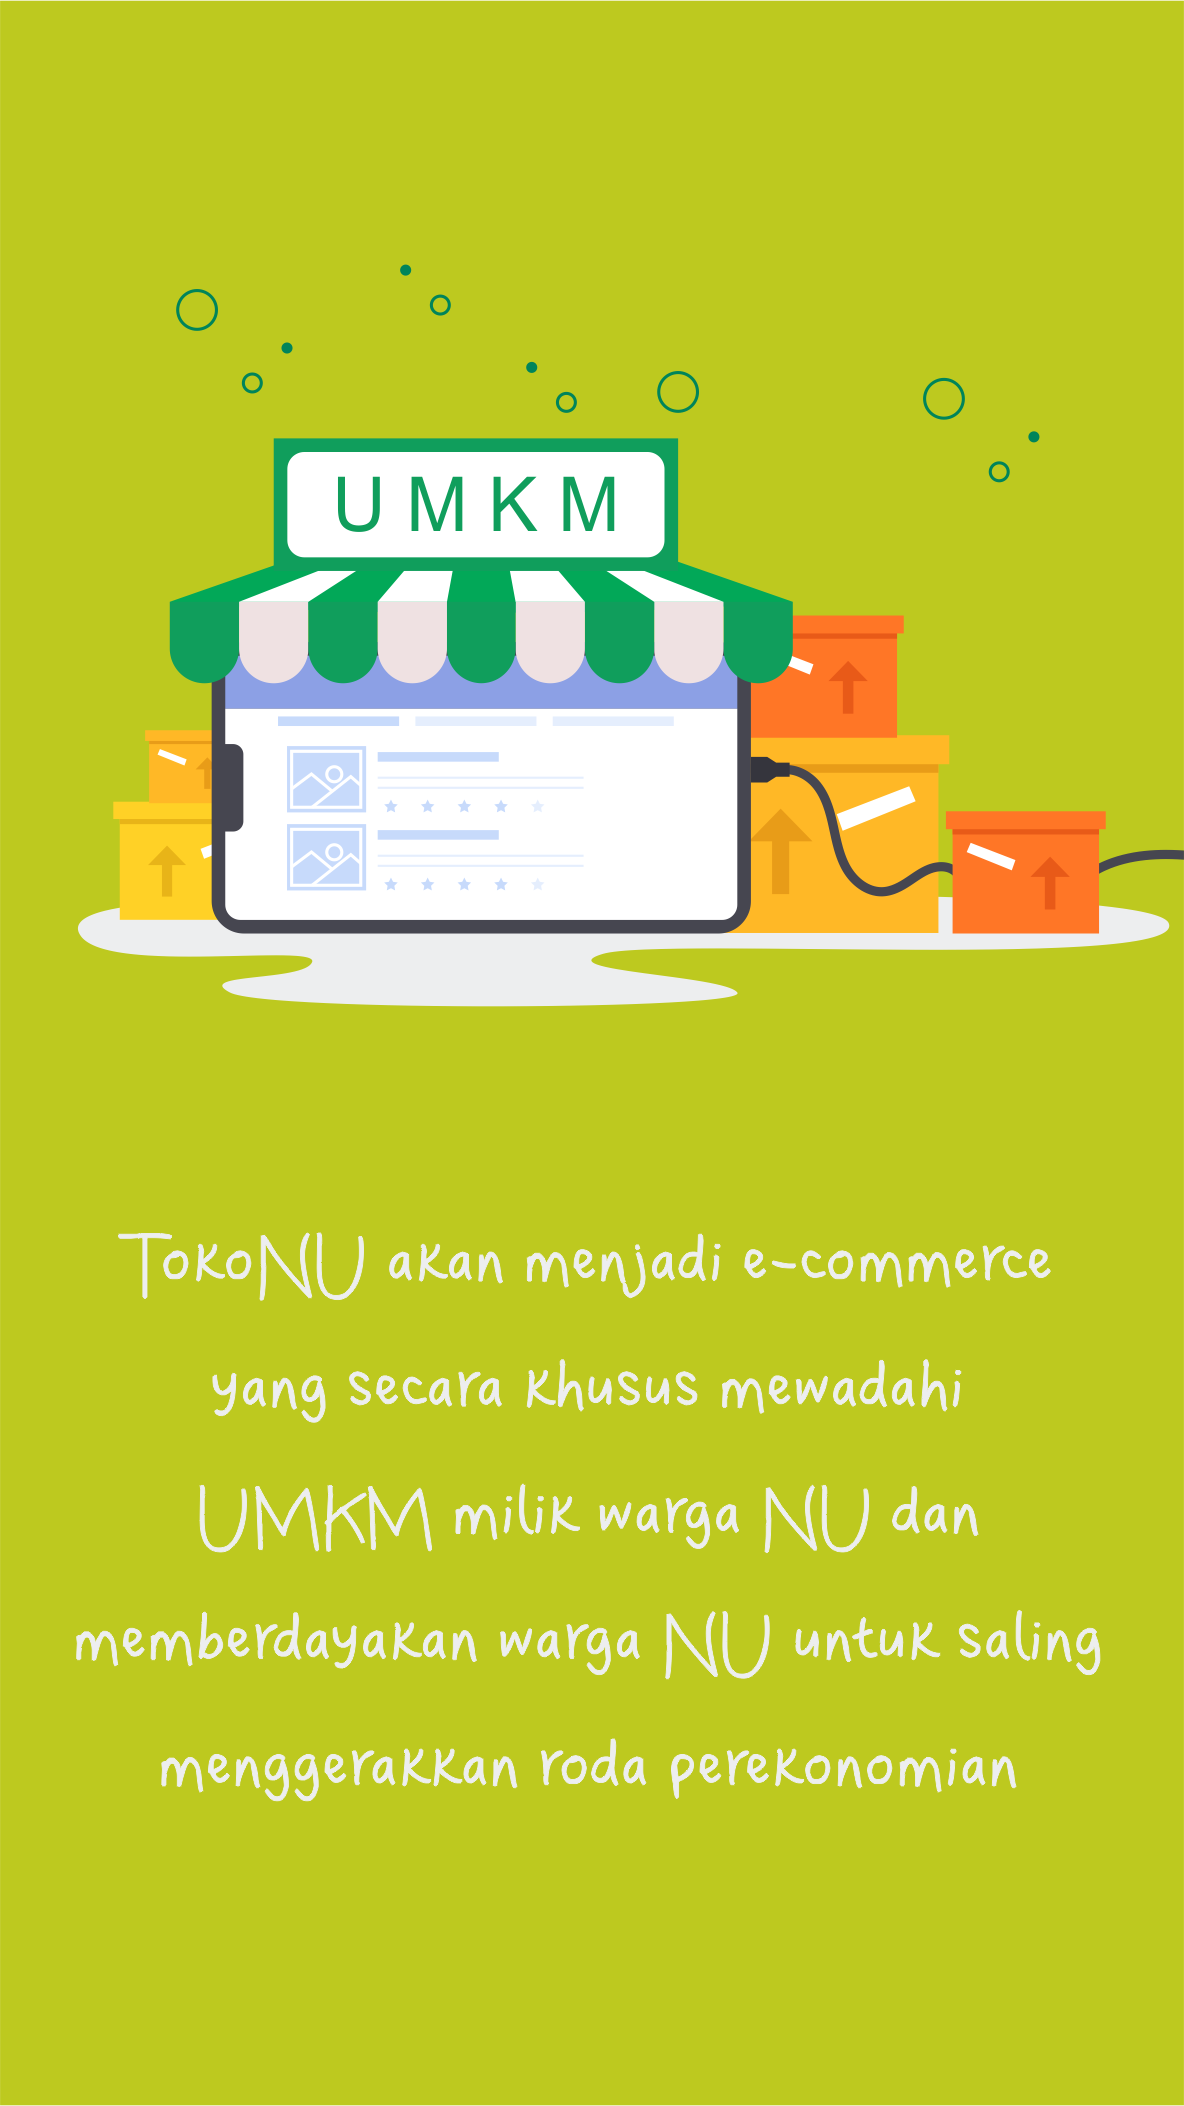 UMKM
TokoNU akan menjadi e-commerce
yang secara khusus mewadahi
UMKM milik warga NU dan
memberdayakan warga NU untuk saling
menggerakkan roda perekonomian